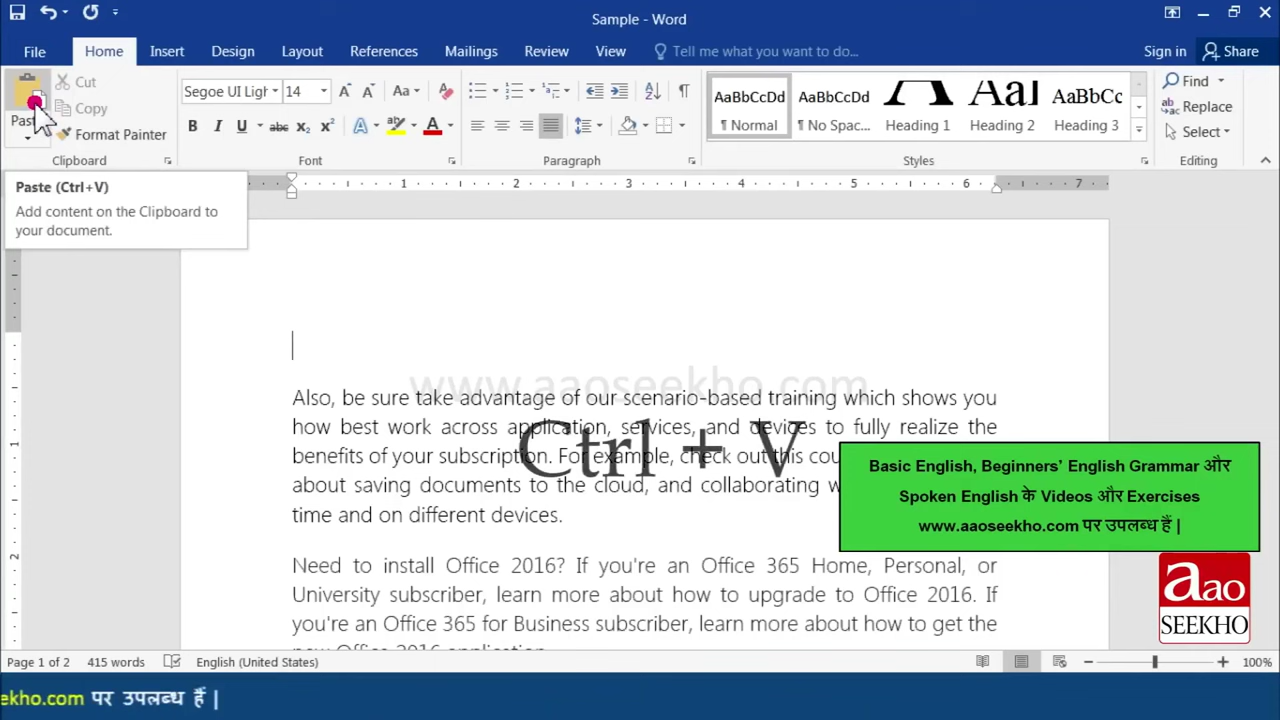 Sample - Word
File Home Insert Design Layout References Mailings Review View Tell me what you want to do... Sign in Share
Cut
Copy
Format Painter
Clipboard
Segoe UI 14
Font
Paragraph
AaBbCcDd AaBbCcDd AaBbCc
¶ Normal ¶ No Spac... Heading 1 Heading 2 Heading 3
Styles
Find
Replace
Select
Editing
Paste (Ctrl+V)
Add content on the Clipboard to
your document.
1 2 3 4 5 6 7
www.aaoseekho.com
Ctrl + V
Also, be sure take advantage of our scenario-based training which shows you
how best work across application, services, and devices to fully realize the
benefits of your subscription. For example, check out this
about saving documents to the cloud, and collaborating
time and on different devices.
Need to install Office 2016? If you're an Office 365 Home, Personal, or
University subscriber, learn more about how to upgrade to Office 2016. If
you're an Office 365 for Business subscriber, learn more about how to get the
Basic English, Beginners’ English Grammar और
Spoken English के Videos और Exercises
www.aaoseekho.com पर उपलब्ध हैं |
aao
SEEKHO
1
2
Page 1 of 2 415 words English (United States) 100%
ekho.com पर उपलब्ध हैं |